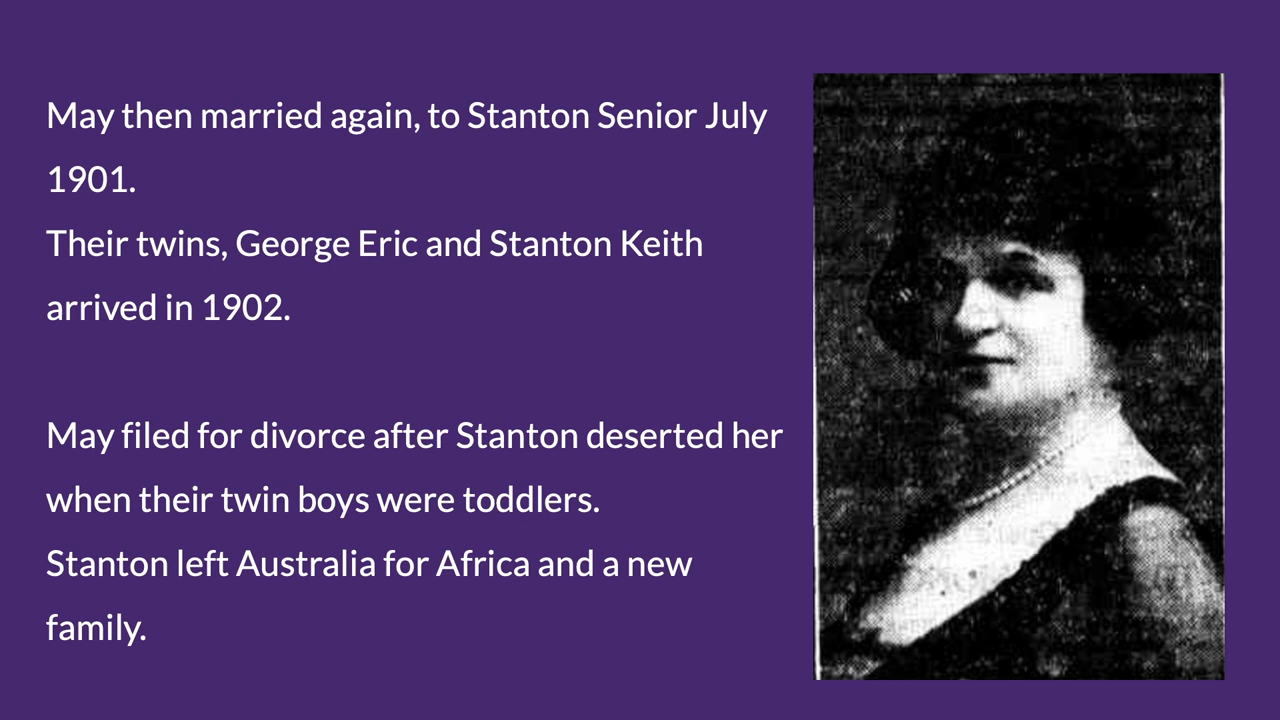 May then married again, to Stanton Senior July
1901.
Their twins, George Eric and Stanton Keith
arrived in 1902.
May filed for divorce after Stanton deserted her
when their twin boys were toddlers.
Stanton left Australia for Africa and a new
family.